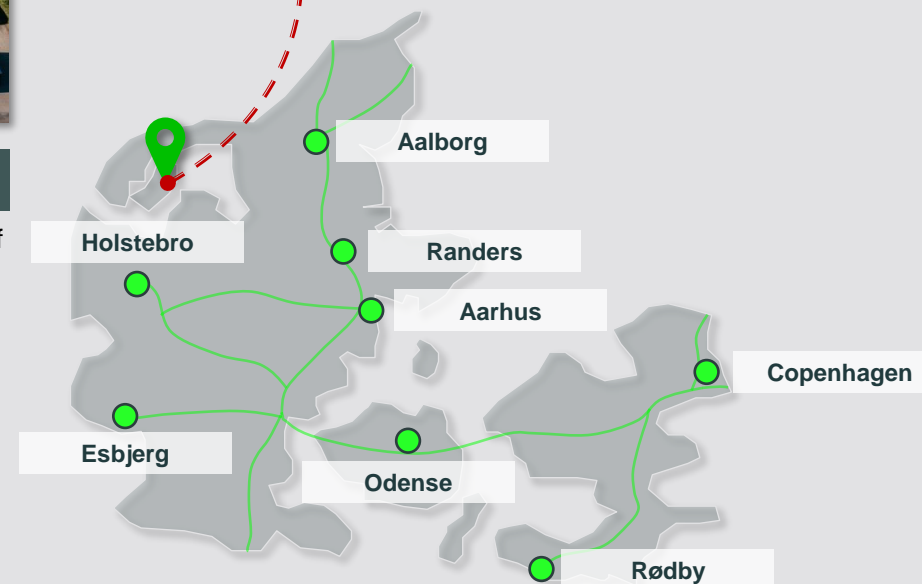 Aalborg
f
Holstebro
Randers
Aarhus
Copenhagen
Esbjerg
Odense
Rødby